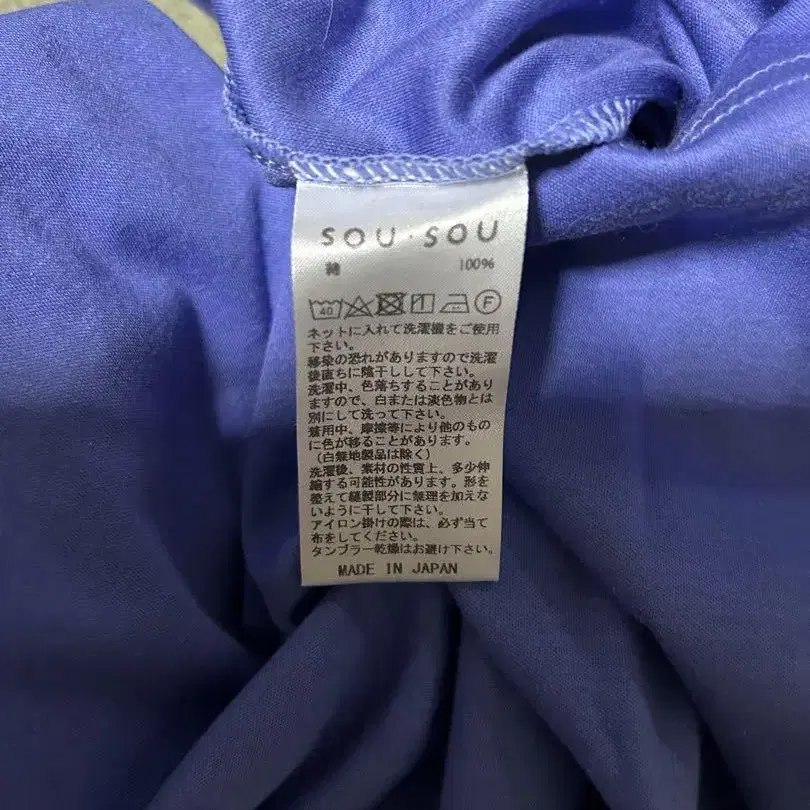 SOU・SOU
綿 100%
40 F
ネットに入れて洗濯機をご使用
下さい。
移染の恐れがありますので洗濯
後直ちに陰干しして下さい。
洗濯中、色落ちすることがあり
ますので、白または淡色物とは
別にして洗って下さい。
着用中、摩擦等により他のもの
に色が移ることがあります。
（白無地製品は除く）
洗濯後、素材の性質上、多少伸
縮する可能性があります。形を
整えて縫製部分に無理を加えな
いように干して下さい。
アイロン掛けの際は、必ず当て
布をしてください。
タンブラー乾燥はお避け下さい。
MADE IN JAPAN